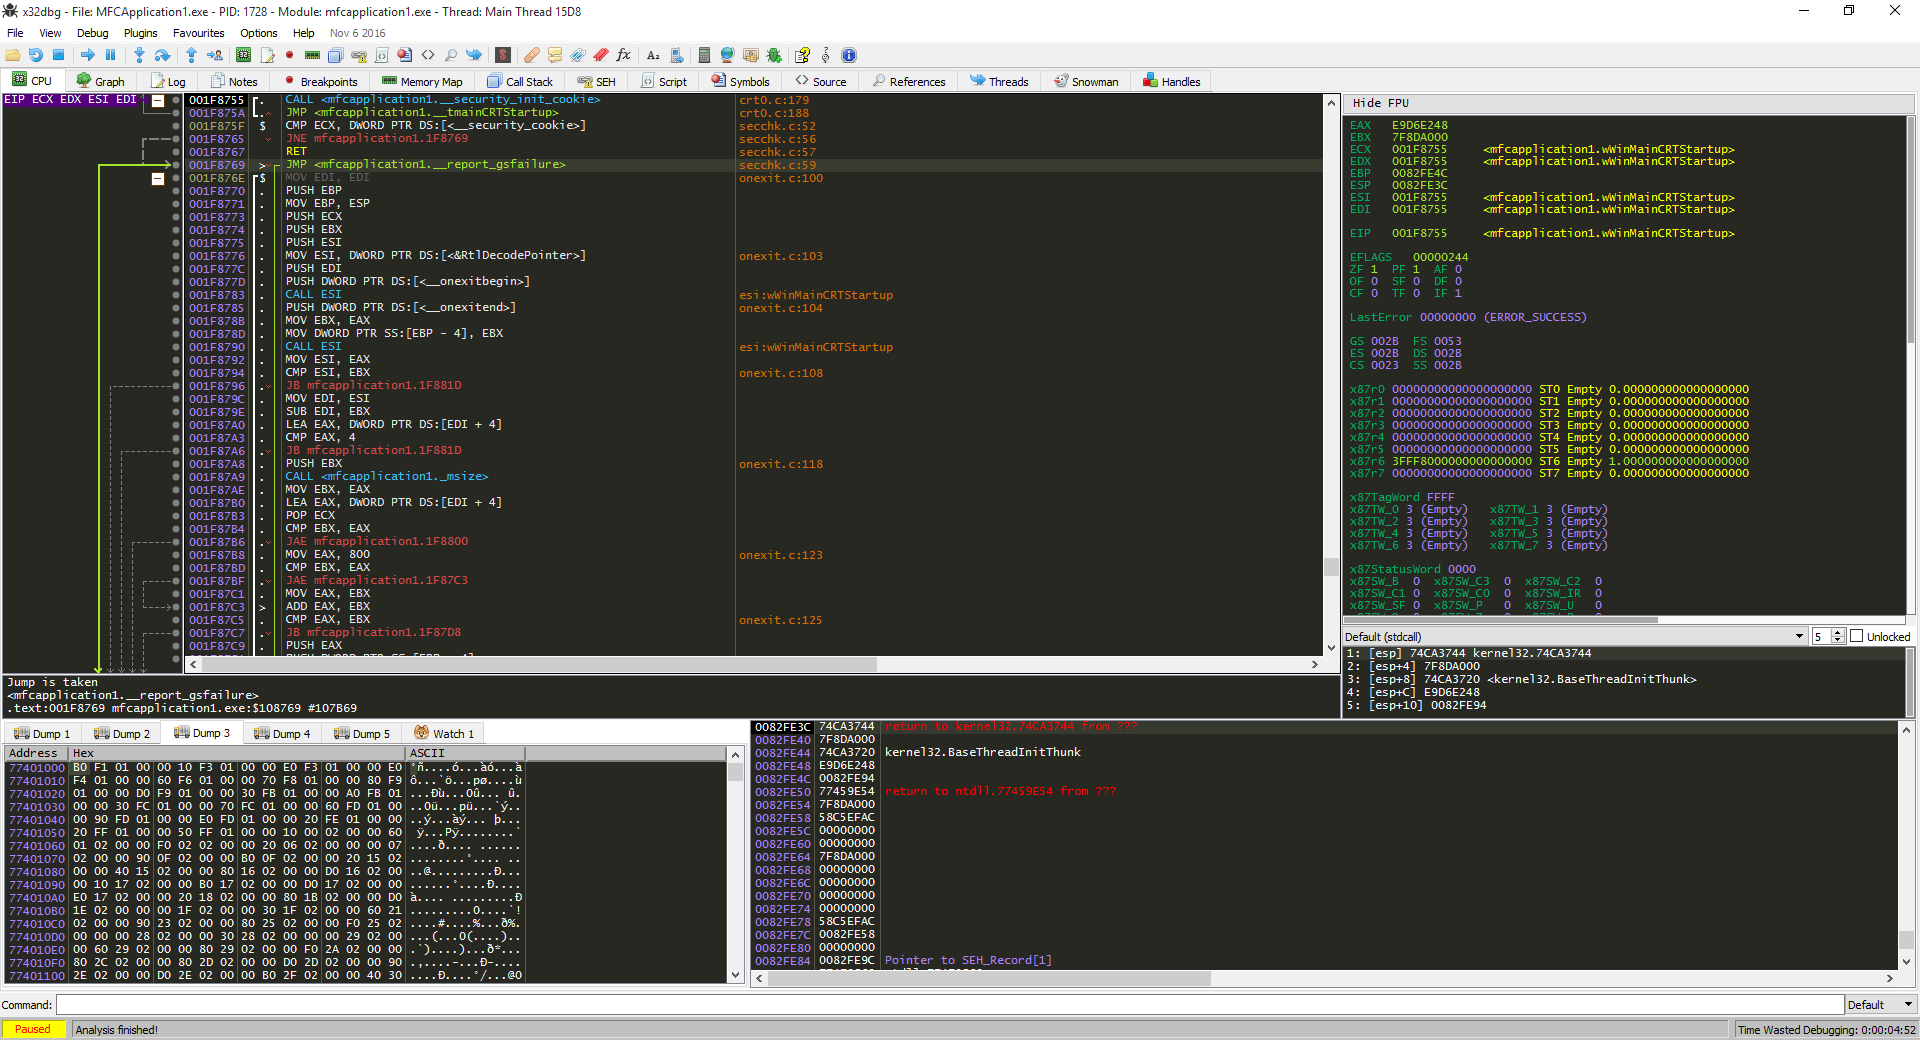 x32dbg - File: MFCApplication1.exe - PID: 1728 - Module: mfcapplication1.exe - Thread: Main Thread 15D8
File View Debug Plugins Favourites Options Help Nov 6 2016
CPU Graph Log Notes Breakpoints Memory Map Call Stack SEH Script Symbols Source References Threads Snowman Handles
EIP ECX EDX ESI EDI
001F8755 . CALL <mfcapplication1.__security_init_cookie> crt0.c:179
001F875A . JMP <mfcapplication1.__tmainCRTStartup> crt0.c:188
001F875F $ CMP ECX, DWORD PTR DS:[<__security_cookie>] secchk.c:52
001F8765 JNE mfcapplication1.1F8769 secchk.c:56
001F8767 RET secchk.c:57
001F8769 > JMP <mfcapplication1.__report_gsfailure> secchk.c:59
001F876E $ MOV EDI, EDI onexit.c:100
001F8770 . PUSH EBP
001F8771 . MOV EBP, ESP
001F8773 . PUSH ECX
001F8774 . PUSH EBX
001F8775 . PUSH ESI
001F8776 . MOV ESI, DWORD PTR DS:[<&RtlDecodePointer>] onexit.c:103
001F877C . PUSH EDI
001F877D . PUSH DWORD PTR DS:[<__onexitbegin>]
001F8783 . CALL ESI esi:wWinMainCRTStartup
001F8785 . PUSH DWORD PTR DS:[<__onexitend>] onexit.c:104
001F878B . MOV EBX, EAX
001F878D . MOV DWORD PTR SS:[EBP - 4], EBX
001F8790 . CALL ESI esi:wWinMainCRTStartup
001F8792 . MOV ESI, EAX
001F8794 . CMP ESI, EBX onexit.c:108
001F8796 . JB mfcapplication1.1F881D
001F879C . MOV EDI, ESI
001F879E . SUB EDI, EBX
001F87A0 . LEA EAX, DWORD PTR DS:[EDI + 4]
001F87A3 . CMP EAX, 4
001F87A6 . JB mfcapplication1.1F881D
001F87A8 . PUSH EBX onexit.c:118
001F87A9 . CALL <mfcapplication1._msize>
001F87AE . MOV EBX, EAX
001F87B0 . LEA EAX, DWORD PTR DS:[EDI + 4]
001F87B3 . POP ECX
001F87B4 . CMP EBX, EAX
001F87B6 . JAE mfcapplication1.1F8800
001F87B8 . MOV EAX, 800 onexit.c:123
001F87BD . CMP EBX, EAX
001F87BF . JAE mfcapplication1.1F87C3
001F87C1 . MOV EAX, EBX
001F87C3 > ADD EAX, EBX
001F87C5 . CMP EAX, EBX onexit.c:125
001F87C7 . JB mfcapplication1.1F87D8
001F87C9 . PUSH EAX
Jump is taken
<mfcapplication1.__report_gsfailure>
.text:001F8769 mfcapplication1.exe:$108769 #107B69
Hide FPU
EAX E9D6E248
EBX 7F8DA000
ECX 001F8755 <mfcapplication1.wWinMainCRTStartup>
EDX 001F8755 <mfcapplication1.wWinMainCRTStartup>
EBP 0082FE4C
ESP 0082FE3C
ESI 001F8755 <mfcapplication1.wWinMainCRTStartup>
EDI 001F8755 <mfcapplication1.wWinMainCRTStartup>
EIP 001F8755 <mfcapplication1.wWinMainCRTStartup>
EFLAGS 00000244
ZF 1 PF 1 AF 0
OF 0 SF 0 DF 0
CF 0 TF 0 IF 1
LastError 00000000 (ERROR_SUCCESS)
GS 002B FS 0053
ES 002B DS 002B
CS 0023 SS 002B
x87r0 00000000000000000000 ST0 Empty 0.000000000000000000
x87r1 00000000000000000000 ST1 Empty 0.000000000000000000
x87r2 00000000000000000000 ST2 Empty 0.000000000000000000
x87r3 00000000000000000000 ST3 Empty 0.000000000000000000
x87r4 00000000000000000000 ST4 Empty 0.000000000000000000
x87r5 00000000000000000000 ST5 Empty 0.000000000000000000
x87r6 3FFF8000000000000000 ST6 Empty 1.000000000000000000
x87r7 00000000000000000000 ST7 Empty 0.000000000000000000
x87TagWord FFFF
x87TW_0 3 (Empty) x87TW_1 3 (Empty)
x87TW_2 3 (Empty) x87TW_3 3 (Empty)
x87TW_4 3 (Empty) x87TW_5 3 (Empty)
x87TW_6 3 (Empty) x87TW_7 3 (Empty)
x87StatusWord 0000
x87SW_B 0 x87SW_C3 0 x87SW_C2 0
x87SW_C1 0 x87SW_C0 0 x87SW_IR 0
x87SW_SF 0 x87SW_P 0 x87SW_U 0
Default (stdcall) 5 Unlocked
1: [esp] 74CA3744 kernel32.74CA3744
2: [esp+4] 7F8DA000
3: [esp+8] 74CA3720 <kernel32.BaseThreadInitThunk>
4: [esp+C] E9D6E248
5: [esp+10] 0082FE94
Dump 1 Dump 2 Dump 3 Dump 4 Dump 5 Watch 1
Address Hex ASCII
77401000 B0 F1 01 00 00 10 F3 01 00 00 E0 F3 01 00 00 E0 °ñ....ó...àó...à
77401010 F4 01 00 00 60 F6 01 00 00 70 F8 01 00 00 80 F9 ô...`ö...pø....ù
77401020 01 00 00 D0 F9 01 00 00 30 FB 01 00 00 A0 FB 01 ...Ðù...0û... û.
77401030 00 00 30 FC 01 00 00 70 FC 01 00 00 60 FD 01 00 ..0ü...pü...`ý..
77401040 00 90 FD 01 00 00 E0 FD 01 00 00 20 FE 01 00 00 ..ý...àý... þ...
77401050 20 FF 01 00 00 50 FF 01 00 00 10 00 02 00 00 60 ÿ...Pÿ.........`
77401060 01 02 00 00 F0 02 02 00 00 20 06 02 00 00 00 07 ....ð.... ......
77401070 02 00 00 90 0F 02 00 00 B0 0F 02 00 00 20 15 02 ........°.... ..
77401080 00 00 40 15 02 00 00 80 16 02 00 00 D0 16 02 00 ..@.........Ð...
77401090 00 10 17 02 00 00 B0 17 02 00 00 D0 17 02 00 00 ......°....Ð....
774010A0 E0 17 02 00 00 20 18 02 00 00 80 1B 02 00 00 D0 à.... .........Ð
774010B0 1E 02 00 00 00 1F 02 00 00 30 1F 02 00 00 60 21 .........0....`!
774010C0 02 00 00 90 23 02 00 00 80 25 02 00 00 F0 25 02 ....#....%...ð%.
774010D0 00 00 00 28 02 00 00 30 28 02 00 00 00 29 02 00 ...(...0(....)..
774010E0 00 60 29 02 00 00 80 29 02 00 00 F0 2A 02 00 00 .`)....)...ð*...
774010F0 80 2C 02 00 00 80 2D 02 00 00 D0 2D 02 00 00 90 .,....-...Ð-....
77401100 2E 02 00 00 D0 2E 02 00 00 B0 2F 02 00 00 40 30 ....Ð....°/...@0
0082FE3C 74CA3744 return to kernel32.74CA3744 from ???
0082FE40 7F8DA000
0082FE44 74CA3720 kernel32.BaseThreadInitThunk
0082FE48 E9D6E248
0082FE4C 0082FE94
0082FE50 77459E54 return to ntdll.77459E54 from ???
0082FE54 7F8DA000
0082FE58 58C5EFAC
0082FE5C 00000000
0082FE60 00000000
0082FE64 7F8DA000
0082FE68 00000000
0082FE6C 00000000
0082FE70 00000000
0082FE74 00000000
0082FE78 58C5EFAC
0082FE7C 0082FE58
0082FE80 00000000
0082FE84 0082FE9C Pointer to SEH_Record[1]
Command: Default
Paused Analysis finished! Time Wasted Debugging: 0:00:04:52